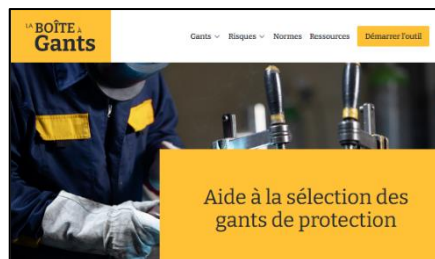 LA BOÎTE À
Gants
Gants Risques Normes Ressources Démarrer l'outil
Aide à la sélection des
gants de protection